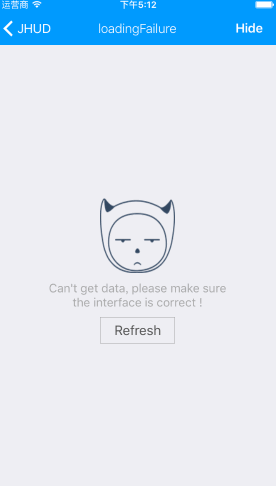 运营商 下午5:12
JHUD loadingFailure Hide
Can't get data, please make sure
the interface is correct !
Refresh